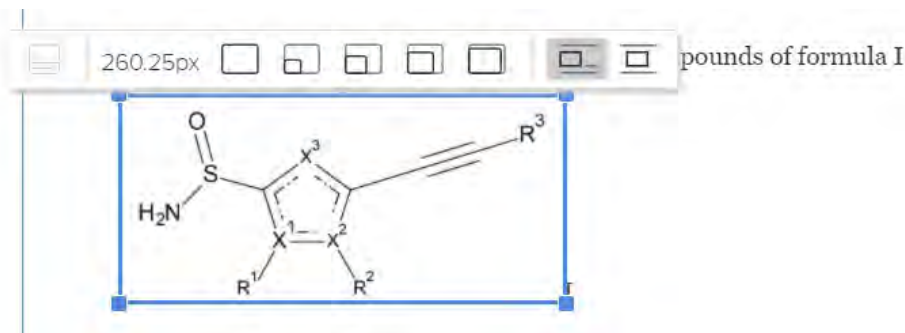 260.25px pounds of formula I
O
R3
X3
S
H2N
X1 X2
R1 R2
I